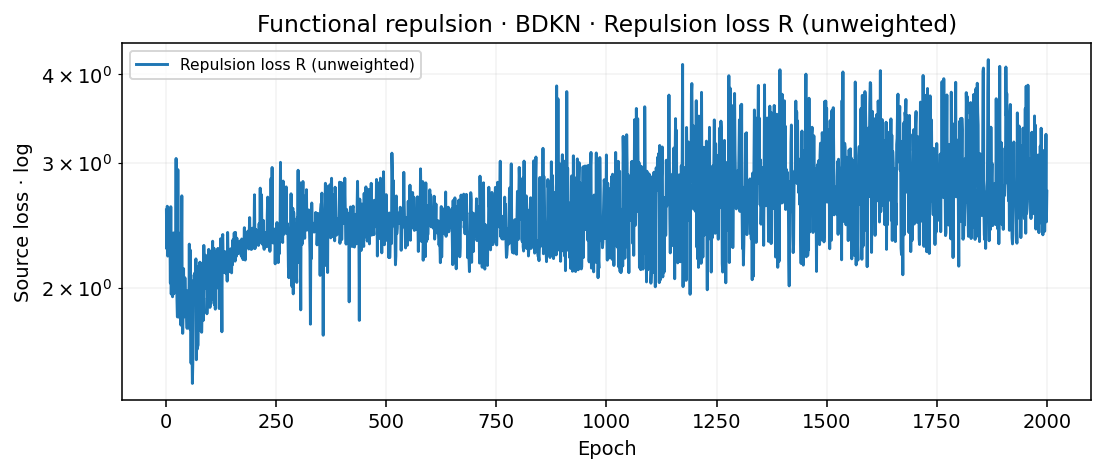 Functional repulsion · BDKN · Repulsion loss R (unweighted)
Repulsion loss R (unweighted)
Source loss · log
4 × 10⁰
3 × 10⁰
2 × 10⁰
0 250 500 750 1000 1250 1500 1750 2000
Epoch